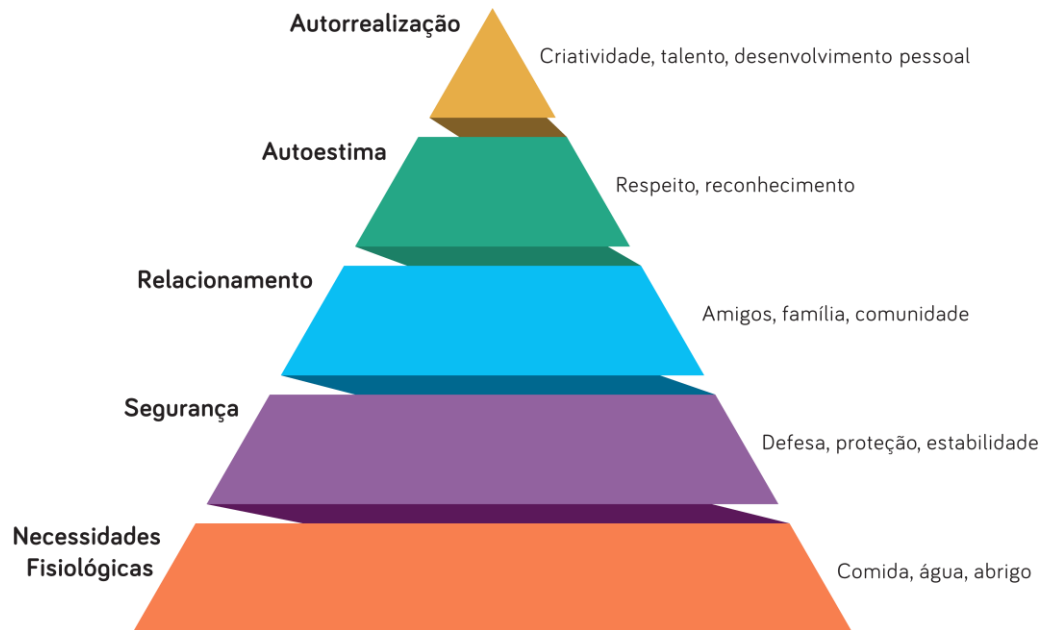 Autorrealização
Criatividade, talento, desenvolvimento pessoal
Autoestima
Respeito, reconhecimento
Relacionamento
Amigos, família, comunidade
Segurança
Defesa, proteção, estabilidade
Necessidades
Fisiológicas
Comida, água, abrigo